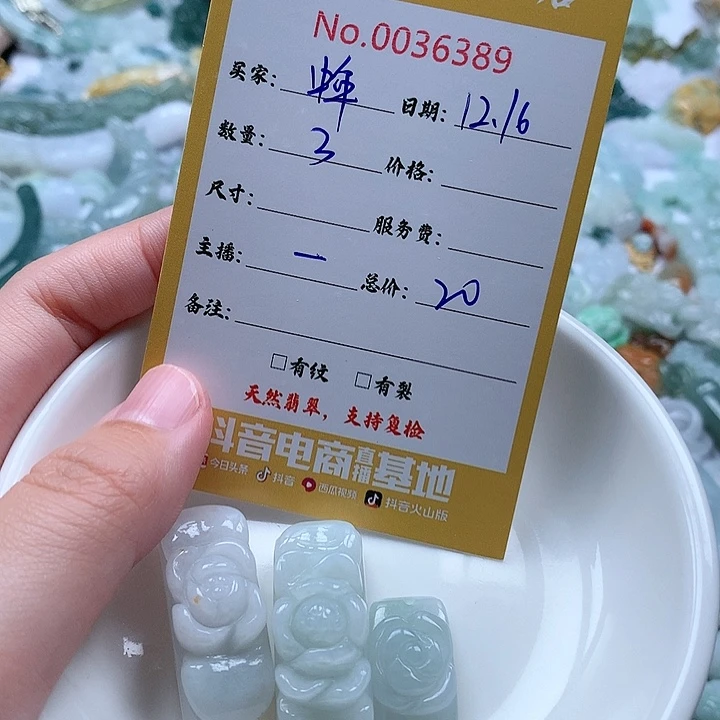 No.0036389
买家: 日期: 12.16
数量: 3 价格:
尺寸: 服务费:
主播: 一 总价: 20
备注:
□有纹 □有裂
天然翡翠，支持复检
抖音电商直播基地
今日头条 抖音 西瓜视频 抖音火山版